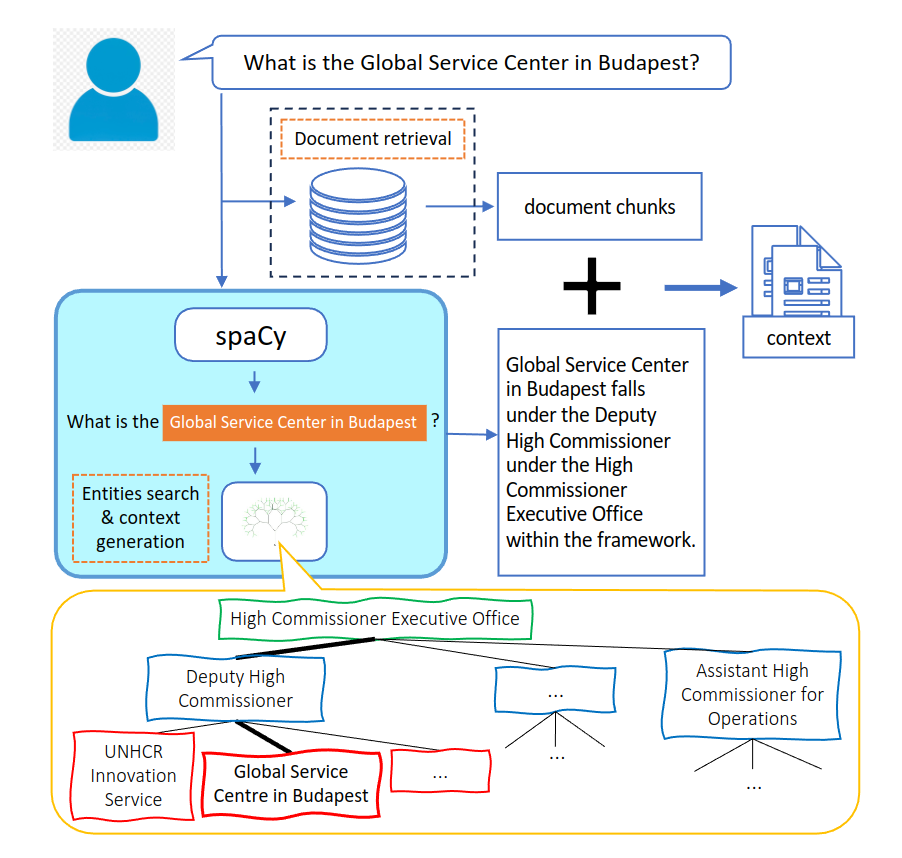 What is the Global Service Center in Budapest?
Document retrieval
document chunks
context
spaCy
What is the Global Service Center in Budapest ?
Entities search
& context
generation
Global Service Center
in Budapest falls
under the Deputy
High Commissioner
under the High
Commissioner
Executive Office
within the framework.
High Commissioner Executive Office
Deputy High
Commissioner
...
Assistant High
Commissioner for
Operations
UNHCR
Innovation
Service
Global Service
Centre in Budapest
...
...
...